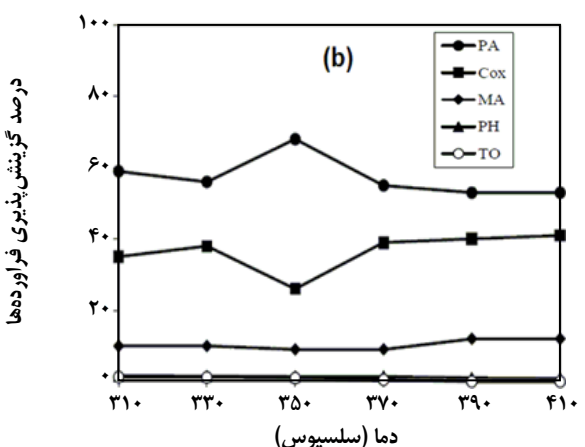 درصد گزینش‌پذیری فراورده‌ها
۱۰۰
۸۰
۶۰
۴۰
۲۰
۰
(b)
PA
Cox
MA
PH
TO
۳۱۰ ۳۳۰ ۳۵۰ ۳۷۰ ۳۹۰ ۴۱۰
دما (سلسیوس)